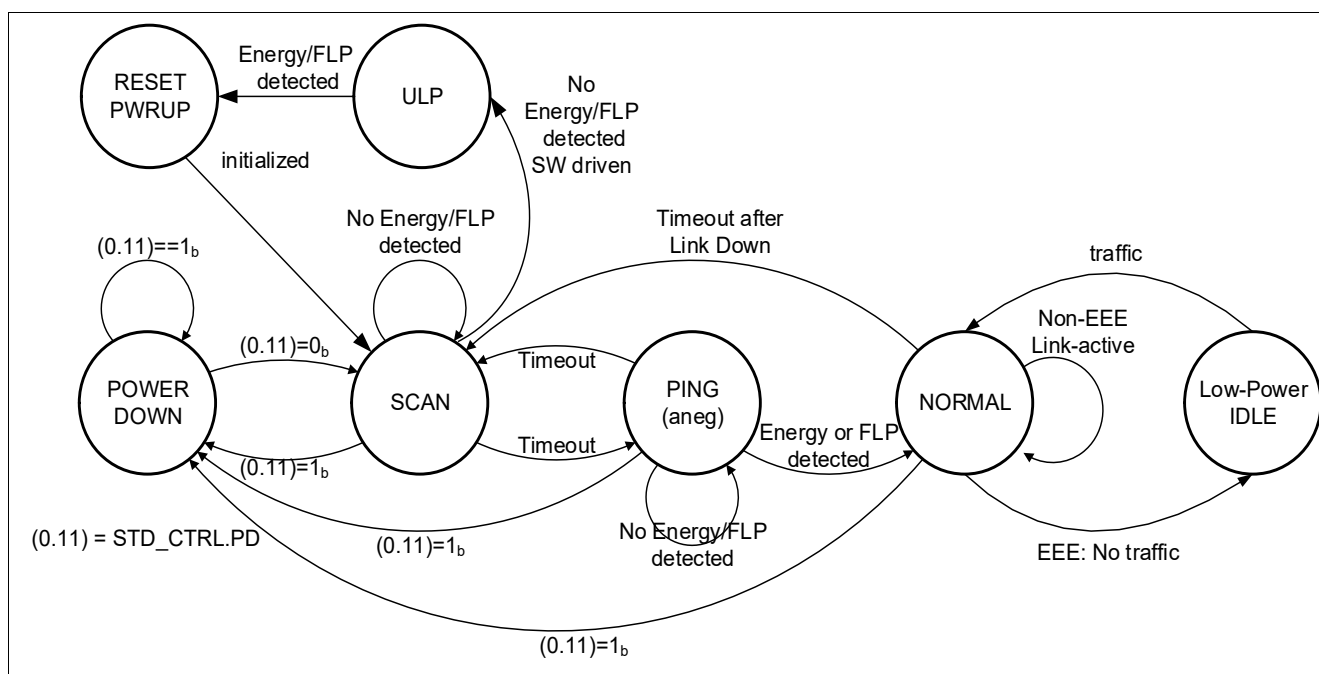 RESET
PWRUP
Energy/FLP
detected
ULP
No
Energy/FLP
detected
SW driven
initialized
No Energy/FLP
detected
Timeout after
Link Down
traffic
(0.11)==1b
Non-EEE
Link-active
(0.11)=0b
Timeout
POWER
DOWN
SCAN
PING
(aneg)
NORMAL
Low-Power
IDLE
Timeout
Energy or FLP
detected
(0.11)=1b
(0.11) = STD_CTRL.PD
(0.11)=1b
No Energy/FLP
detected
EEE: No traffic
(0.11)=1b